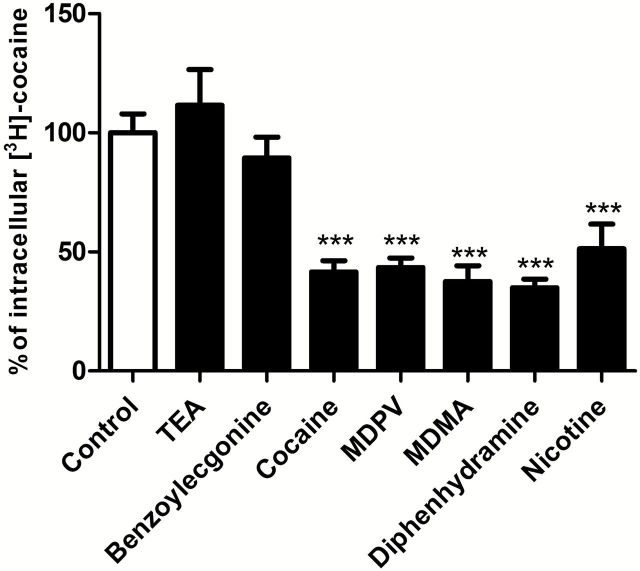 % of intracellular [³H]-cocaine
150
100
50
0
***
***
***
***
***
Control
TEA
Benzoylecgonine
Cocaine
MDPV
MDMA
Diphenhydramine
Nicotine